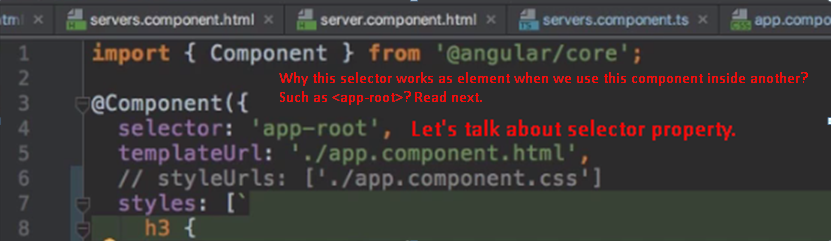 tml servers.component.html × server.component.html × servers.component.ts × app.compo
1 import { Component } from '@angular/core';
2 Why this selector works as element when we use this component inside another?
3 @Component({ Such as <app-root>? Read next.
4 selector: 'app-root', Let's talk about selector property.
5 templateUrl: './app.component.html',
6 // styleUrls: ['./app.component.css']
7 styles: [`
8 h3 {